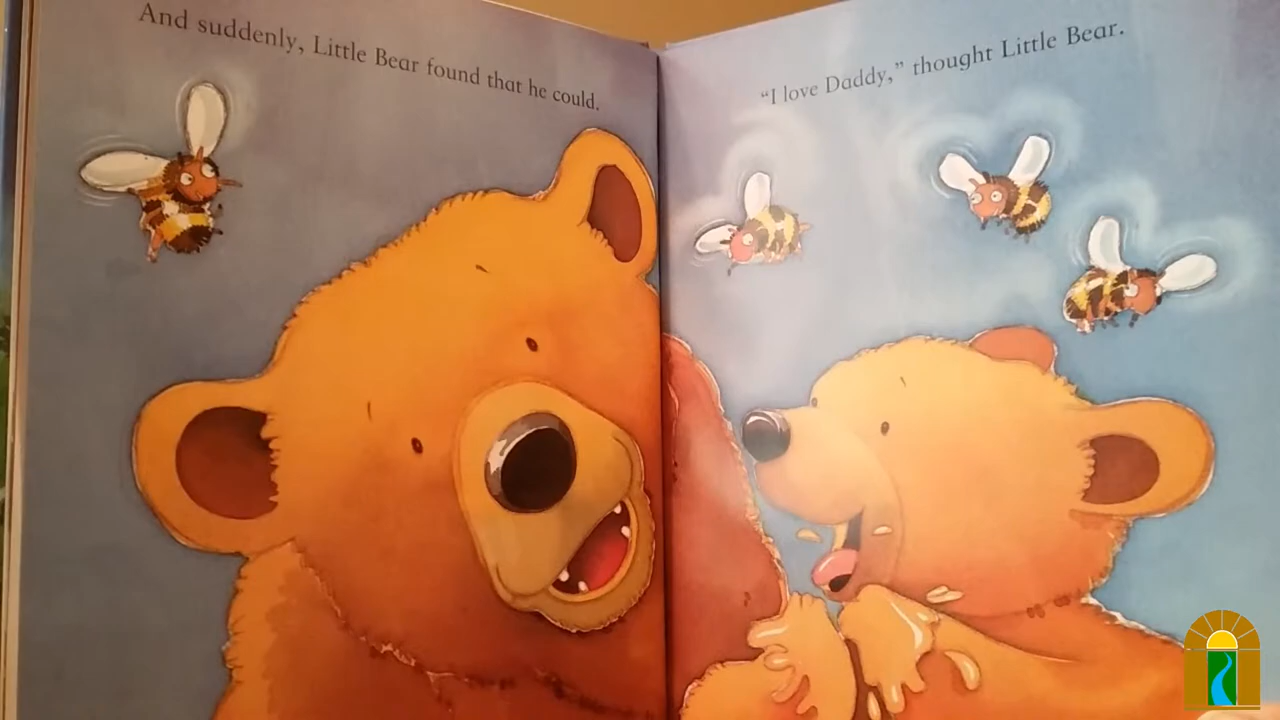 And suddenly, Little Bear found that he could.
“I love Daddy,” thought Little Bear.